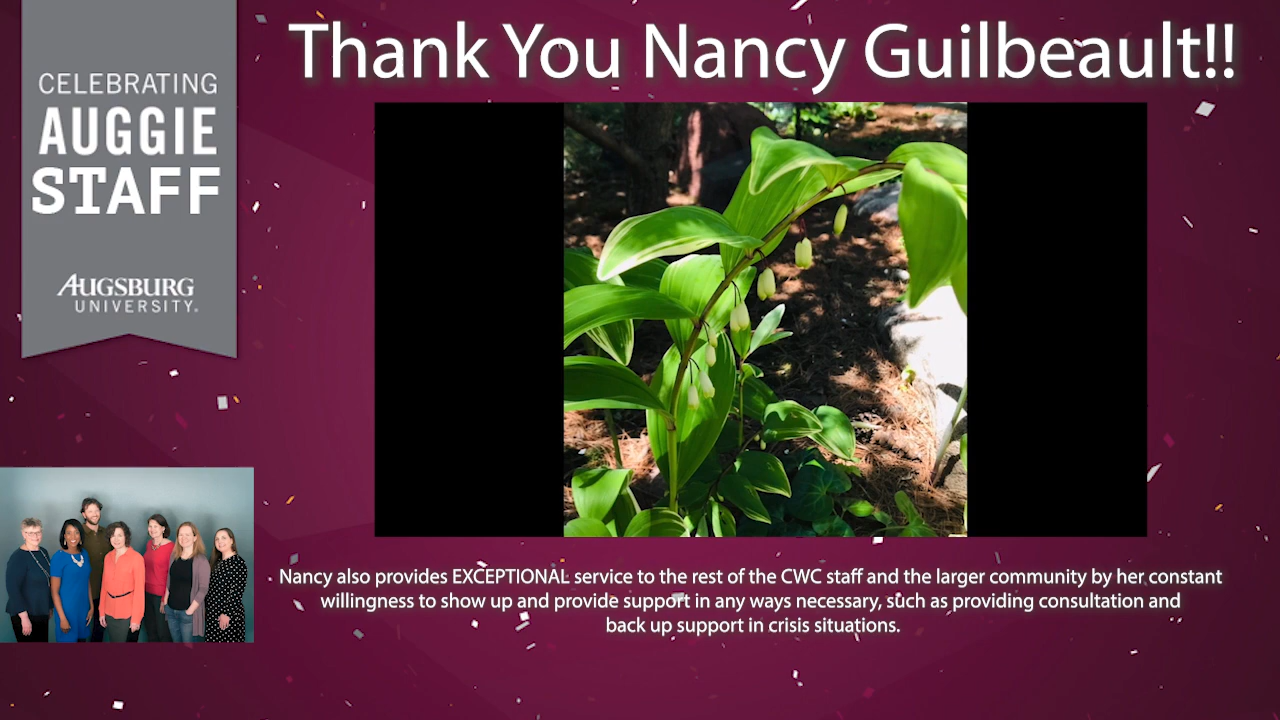 Thank You Nancy Guilbeault!!
CELEBRATING
AUGGIE
STAFF
AUGSBURG
UNIVERSITY®
Nancy also provides EXCEPTIONAL service to the rest of the CWC staff and the larger community by her constant
willingness to show up and provide support in any ways necessary, such as providing consultation and
back up support in crisis situations.